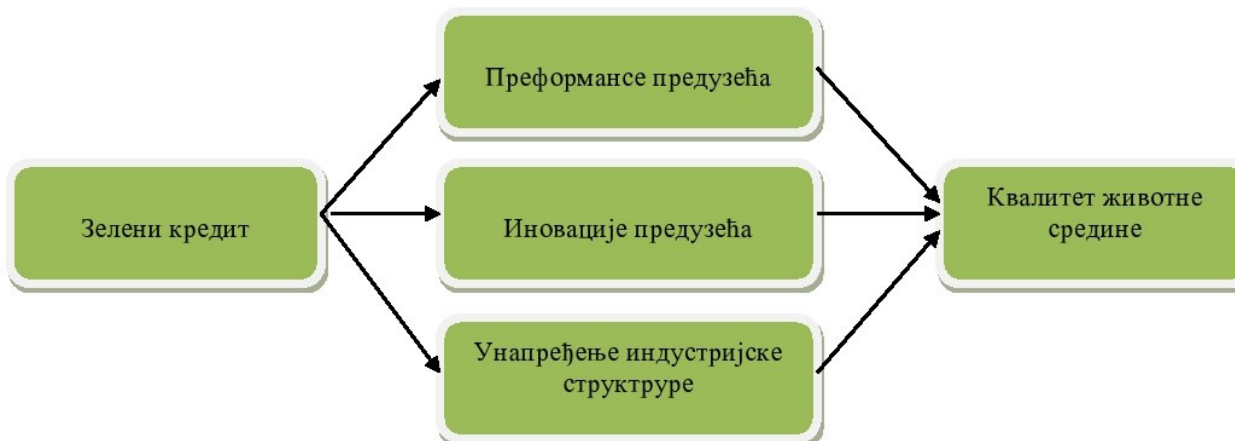 Зелени кредит
Преформансе предузећа
Иновације предузећа
Унапређење индустријске
структруре
Квалитет животне
средине